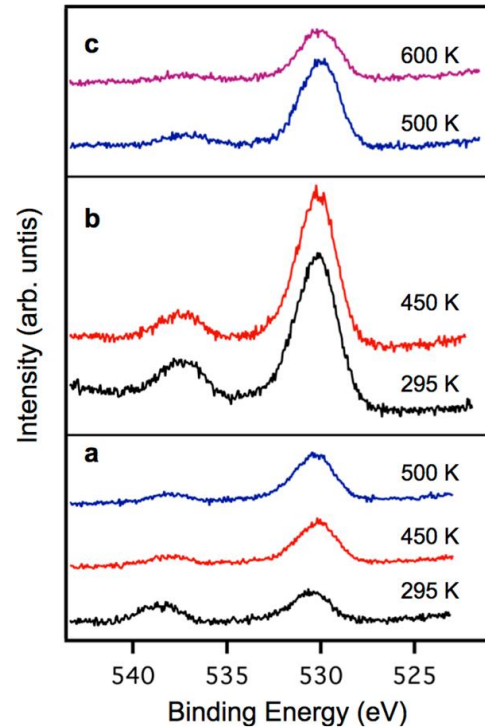 c
600 K
500 K
b
450 K
295 K
a
500 K
450 K
295 K
Intensity (arb. untis)
540
535
530
525
Binding Energy (eV)